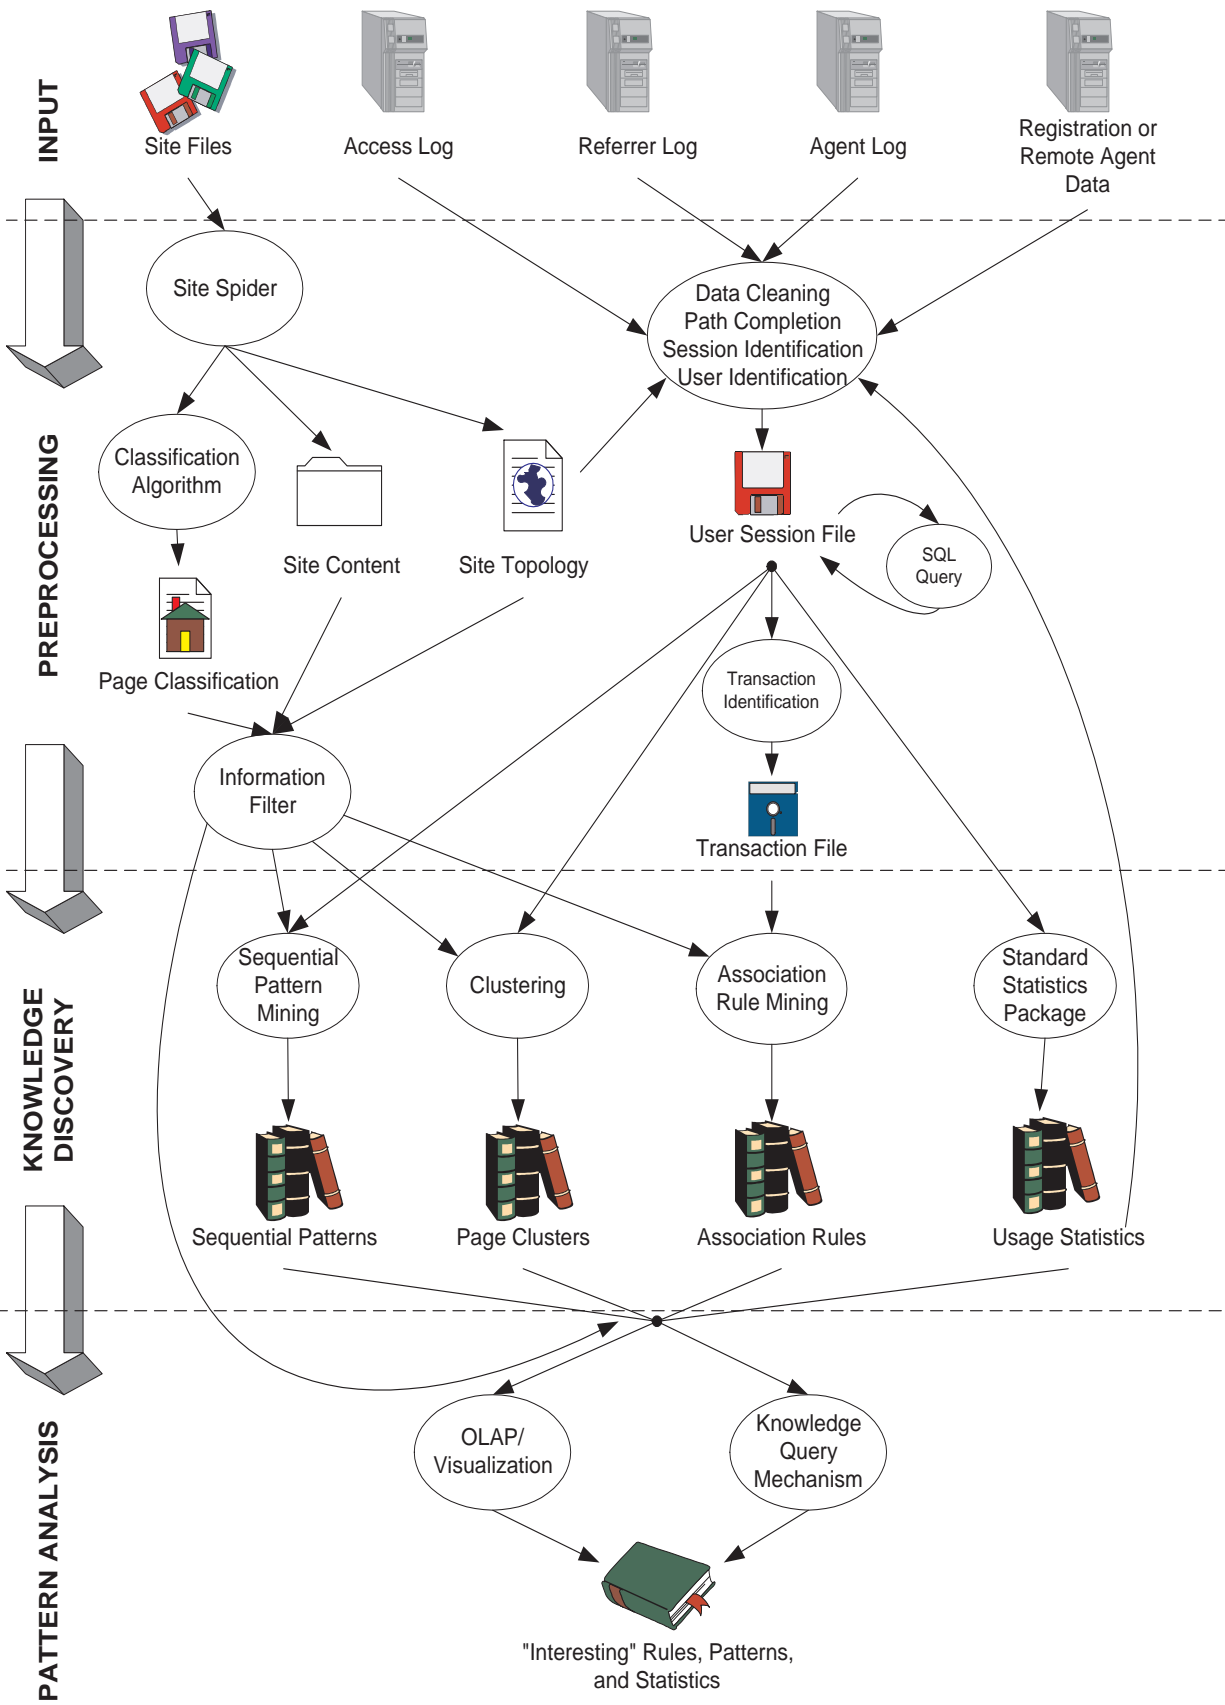 INPUT
Site Files
Access Log
Referrer Log
Agent Log
Registration or
Remote Agent
Data
PREPROCESSING
Site Spider
Data Cleaning
Path Completion
Session Identification
User Identification
Classification
Algorithm
Site Content
Site Topology
User Session File
SQL
Query
Page Classification
Transaction
Identification
Information
Filter
Transaction File
KNOWLEDGE
DISCOVERY
Sequential
Pattern
Mining
Clustering
Association
Rule Mining
Standard
Statistics
Package
Sequential Patterns
Page Clusters
Association Rules
Usage Statistics
PATTERN ANALYSIS
OLAP/
Visualization
Knowledge
Query
Mechanism
"Interesting" Rules, Patterns,
and Statistics